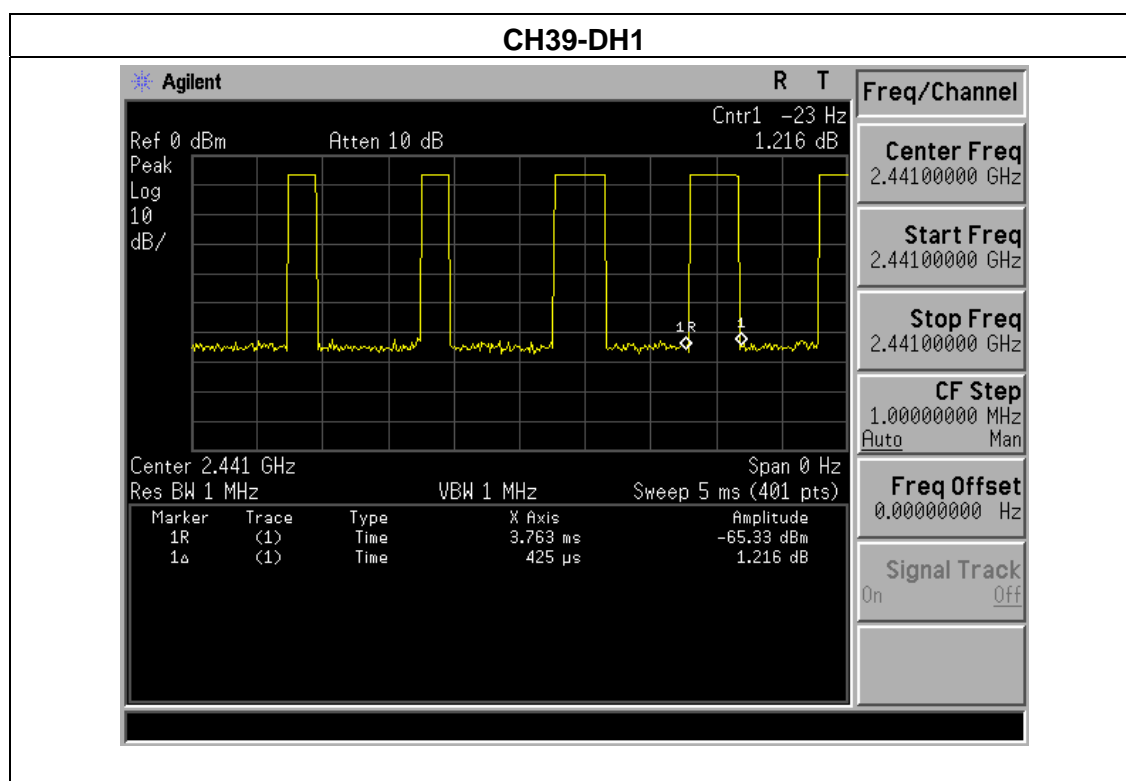 CH39-DH1
Agilent R T
Cntr1 -23 Hz
Ref 0 dBm Atten 10 dB 1.216 dB
Peak
Log
10
dB/
1R 1
Center 2.441 GHz Span 0 Hz
Res BW 1 MHz VBW 1 MHz Sweep 5 ms (401 pts)
Marker Trace Type X Axis Amplitude
1R (1) Time 3.763 ms -65.33 dBm
1Δ (1) Time 425 µs 1.216 dB
Freq/Channel
Center Freq
2.44100000 GHz
Start Freq
2.44100000 GHz
Stop Freq
2.44100000 GHz
CF Step
1.00000000 MHz
Auto Man
Freq Offset
0.00000000 Hz
Signal Track
On Off